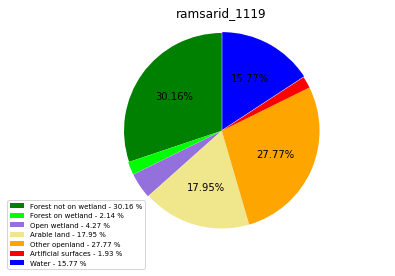 ramsarid_1119
15.77%
30.16%
27.77%
17.95%
Forest not on wetland - 30.16 %
Forest on wetland - 2.14 %
Open wetland - 4.27 %
Arable land - 17.95 %
Other openland - 27.77 %
Artificial surfaces - 1.93 %
Water - 15.77 %